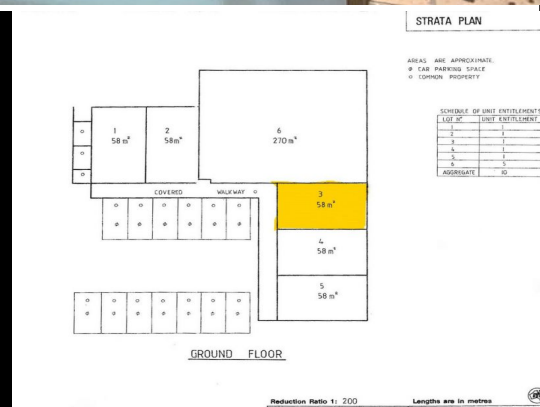 STRATA PLAN
AREAS ARE APPROXIMATE.
CAR PARKING SPACE
COMMON PROPERTY
SCHEDULE OF UNIT ENTITLEMENTS
LOT Nº UNIT ENTITLEMENT
1 1
2 1
3 1
4 1
5 1
6 5
AGGREGATE 10
1
58 m²
2
58m²
6
270 m²
COVERED WALKWAY
3
58 m²
4
58 m²
5
58 m²
GROUND FLOOR
Reduction Ratio 1: 200
Lengths are in metres